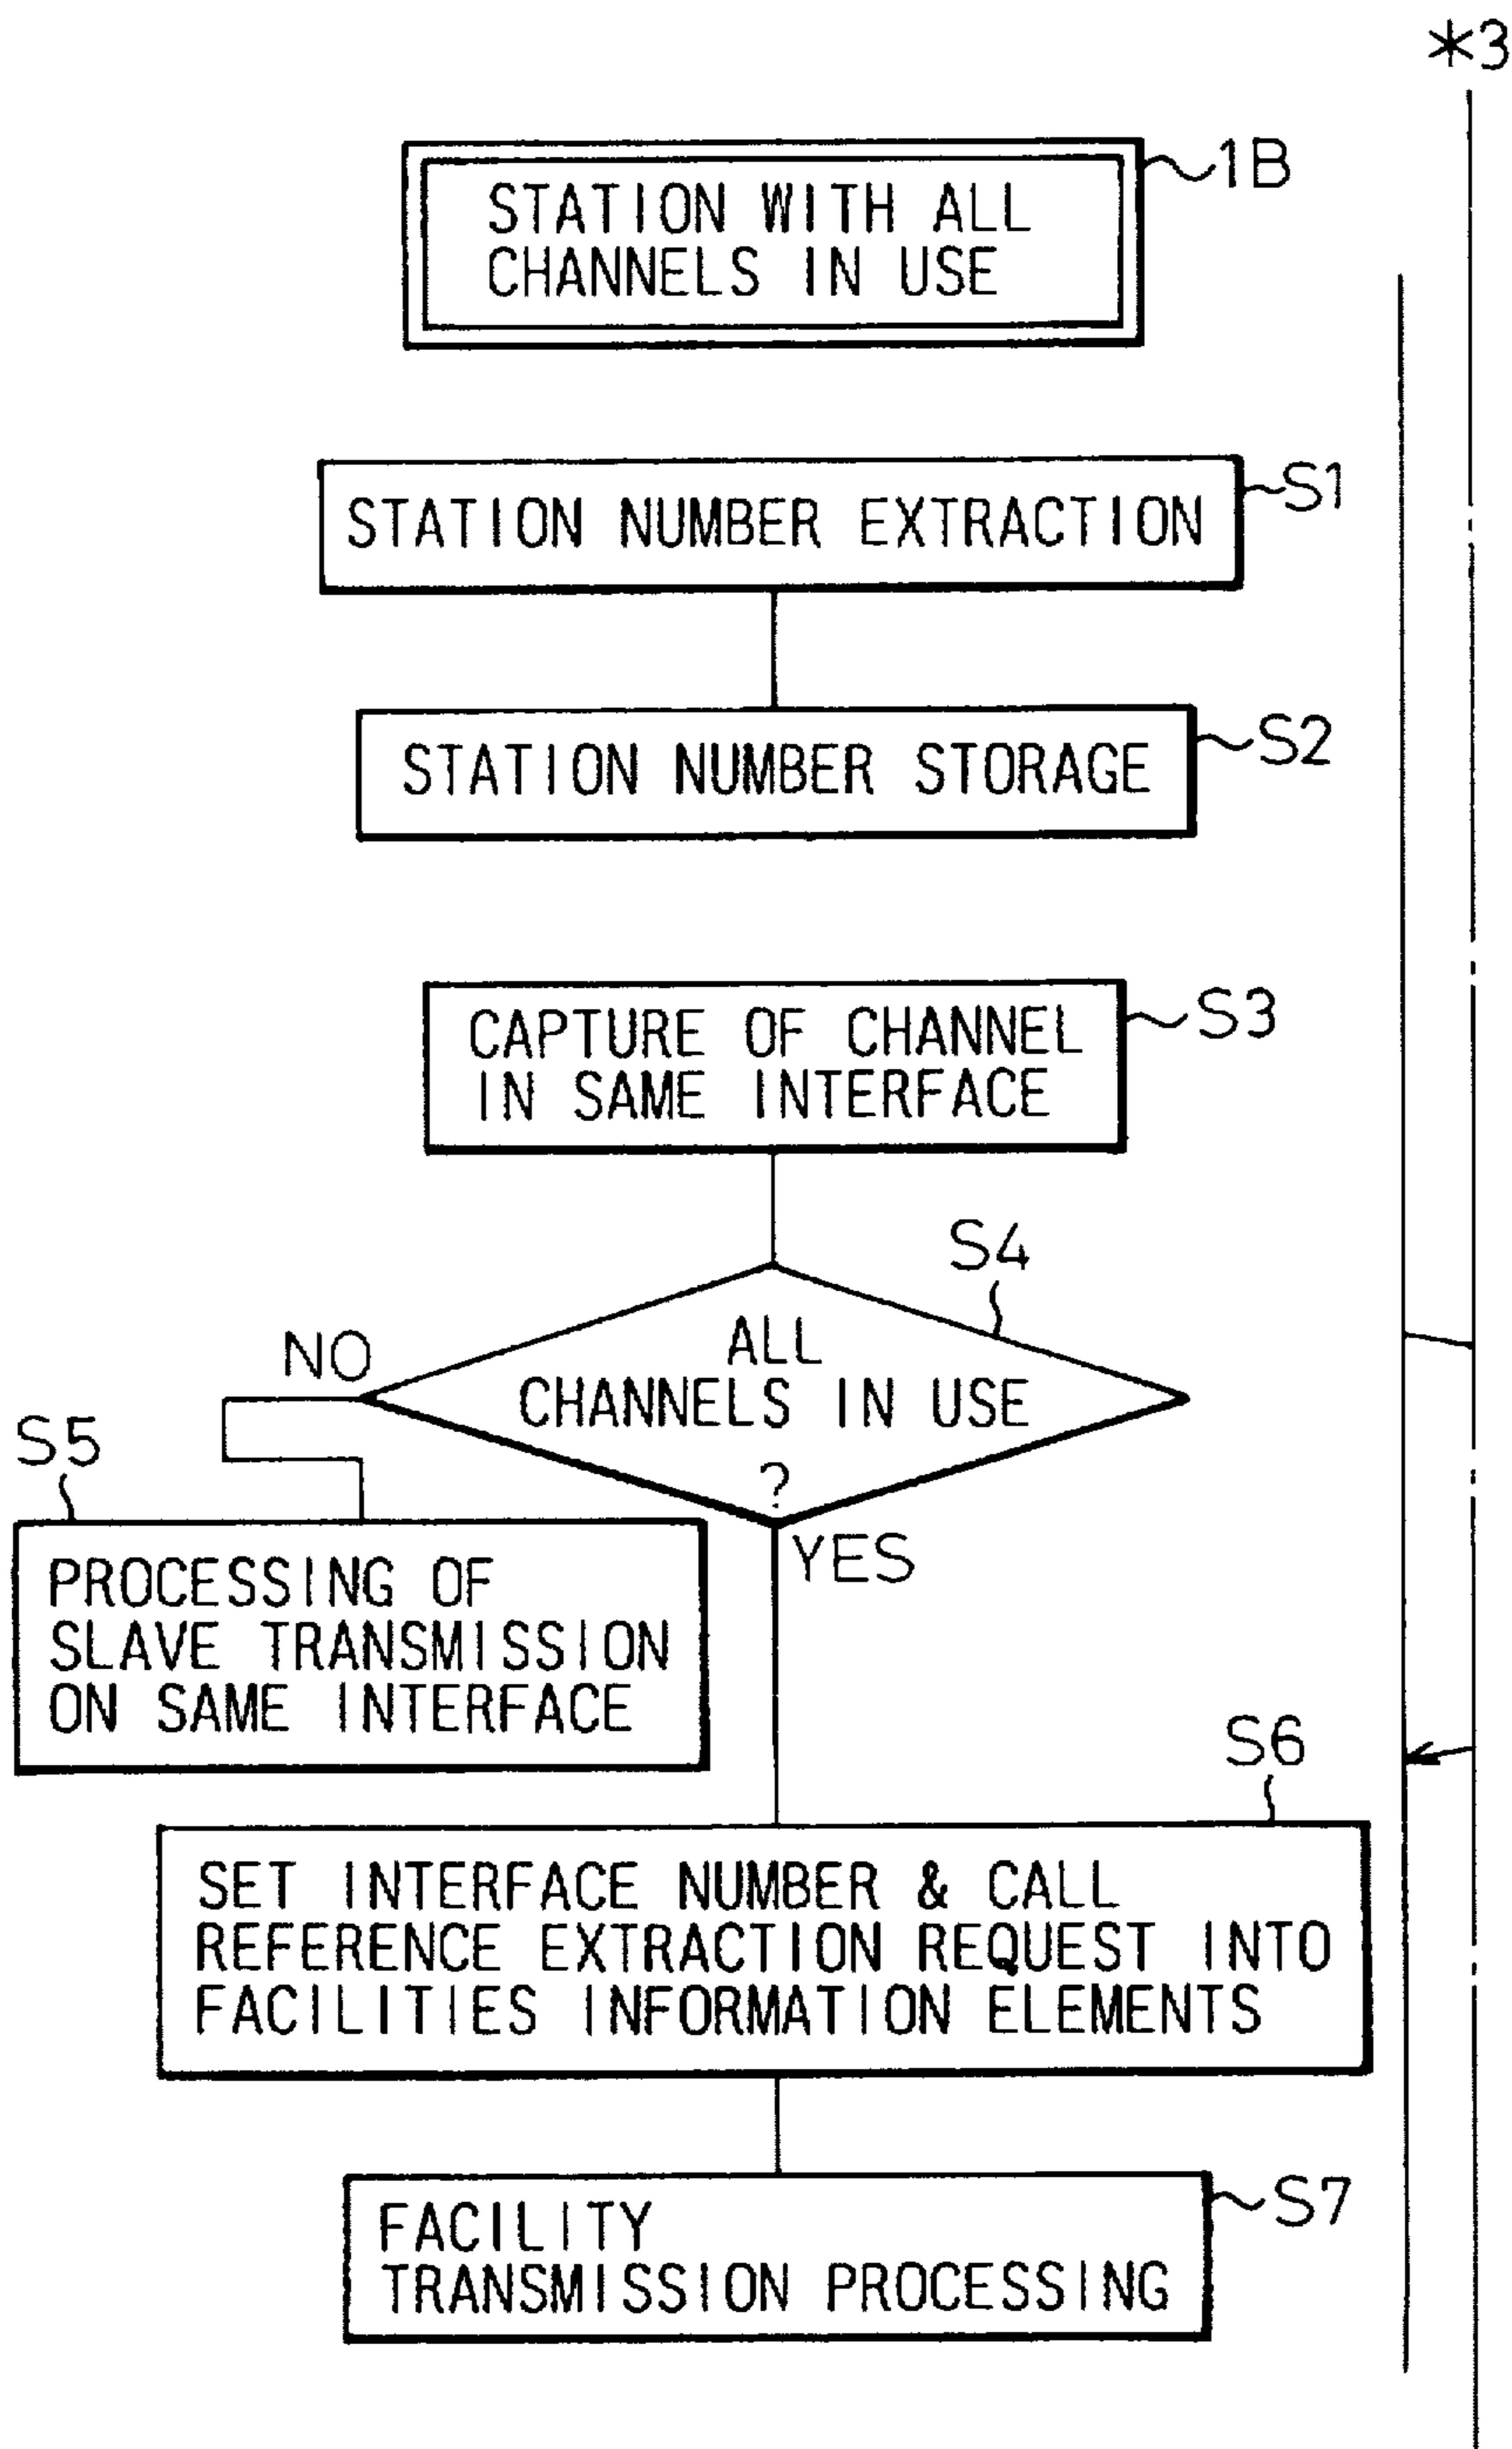 *3
1B
STATION WITH ALL
CHANNELS IN USE
S1
STATION NUMBER EXTRACTION
S2
STATION NUMBER STORAGE
S3
CAPTURE OF CHANNEL
IN SAME INTERFACE
S4
ALL
CHANNELS IN USE
?
NO
YES
S5
PROCESSING OF
SLAVE TRANSMISSION
ON SAME INTERFACE
S6
SET INTERFACE NUMBER & CALL
REFERENCE EXTRACTION REQUEST INTO
FACILITIES INFORMATION ELEMENTS
S7
FACILITY
TRANSMISSION PROCESSING